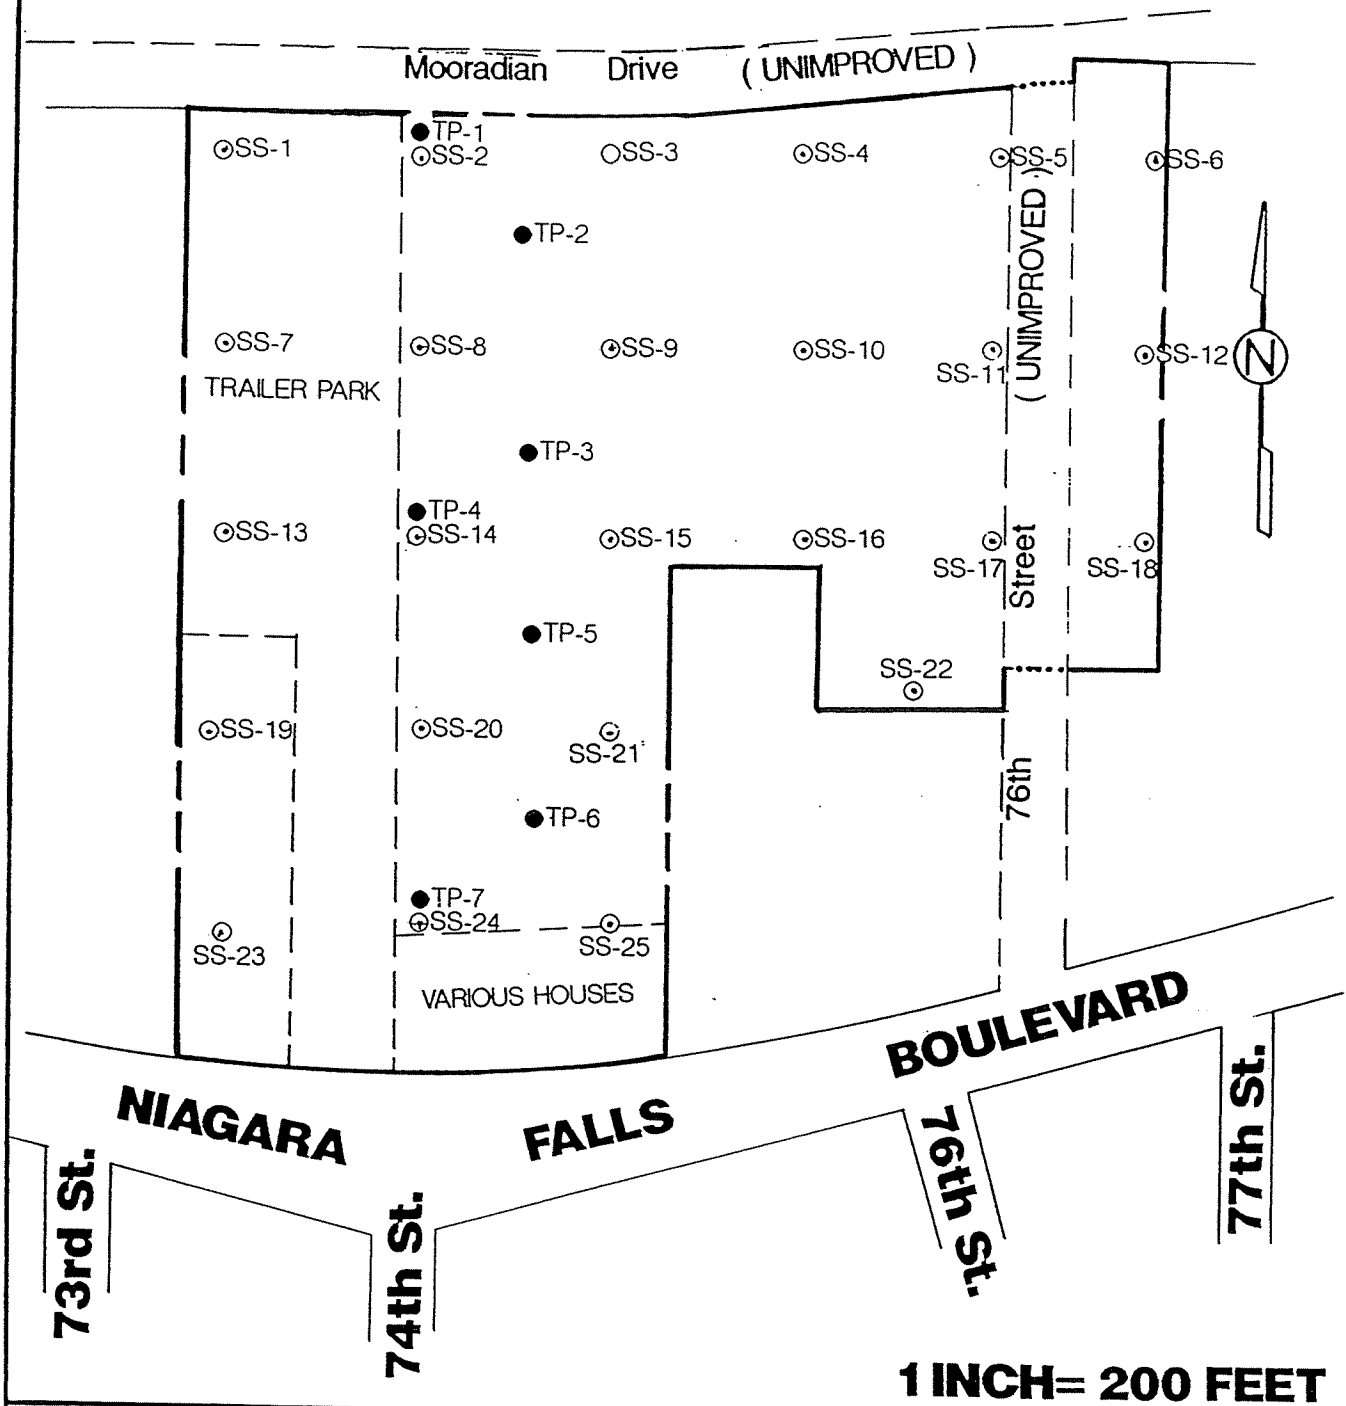 Mooradian Drive ( UNIMPROVED )
TP-1
SS-1
SS-2
SS-3
SS-4
SS-5
SS-6
TP-2
( UNIMPROVED )
SS-7
SS-8
SS-9
SS-10
SS-11
SS-12
N
TRAILER PARK
TP-3
TP-4
SS-13
SS-14
SS-15
SS-16
SS-17
SS-18
Street
TP-5
SS-22
SS-19
SS-20
SS-21
76th
TP-6
TP-7
SS-24
SS-23
SS-25
VARIOUS HOUSES
NIAGARA FALLS BOULEVARD
73rd St.
74th St.
76th St.
77th St.
1 INCH= 200 FEET